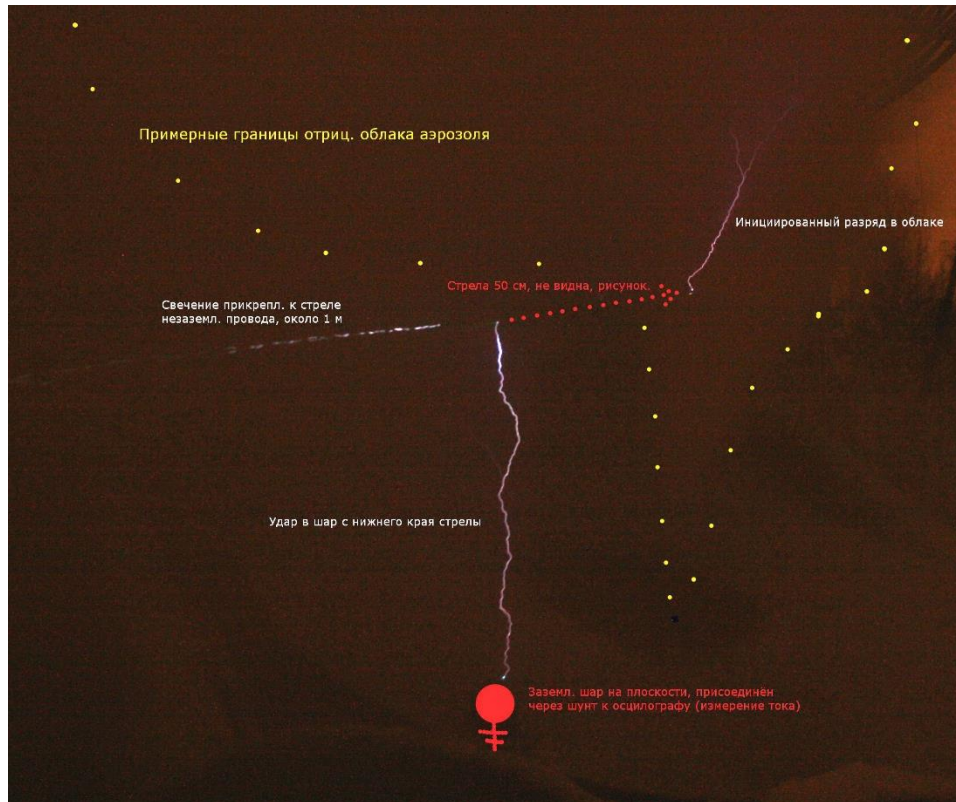 Примерные границы отриц. облака аэрозоля
Инициированный разряд в облаке
Стрела 50 см, не видна, рисунок.
Свечение прикрепл. к стреле
незаземл. провода, около 1 м
Удар в шар с нижнего края стрелы
Заземл. шар на плоскости, присоединён
через шунт к осцилографу (измерение тока)